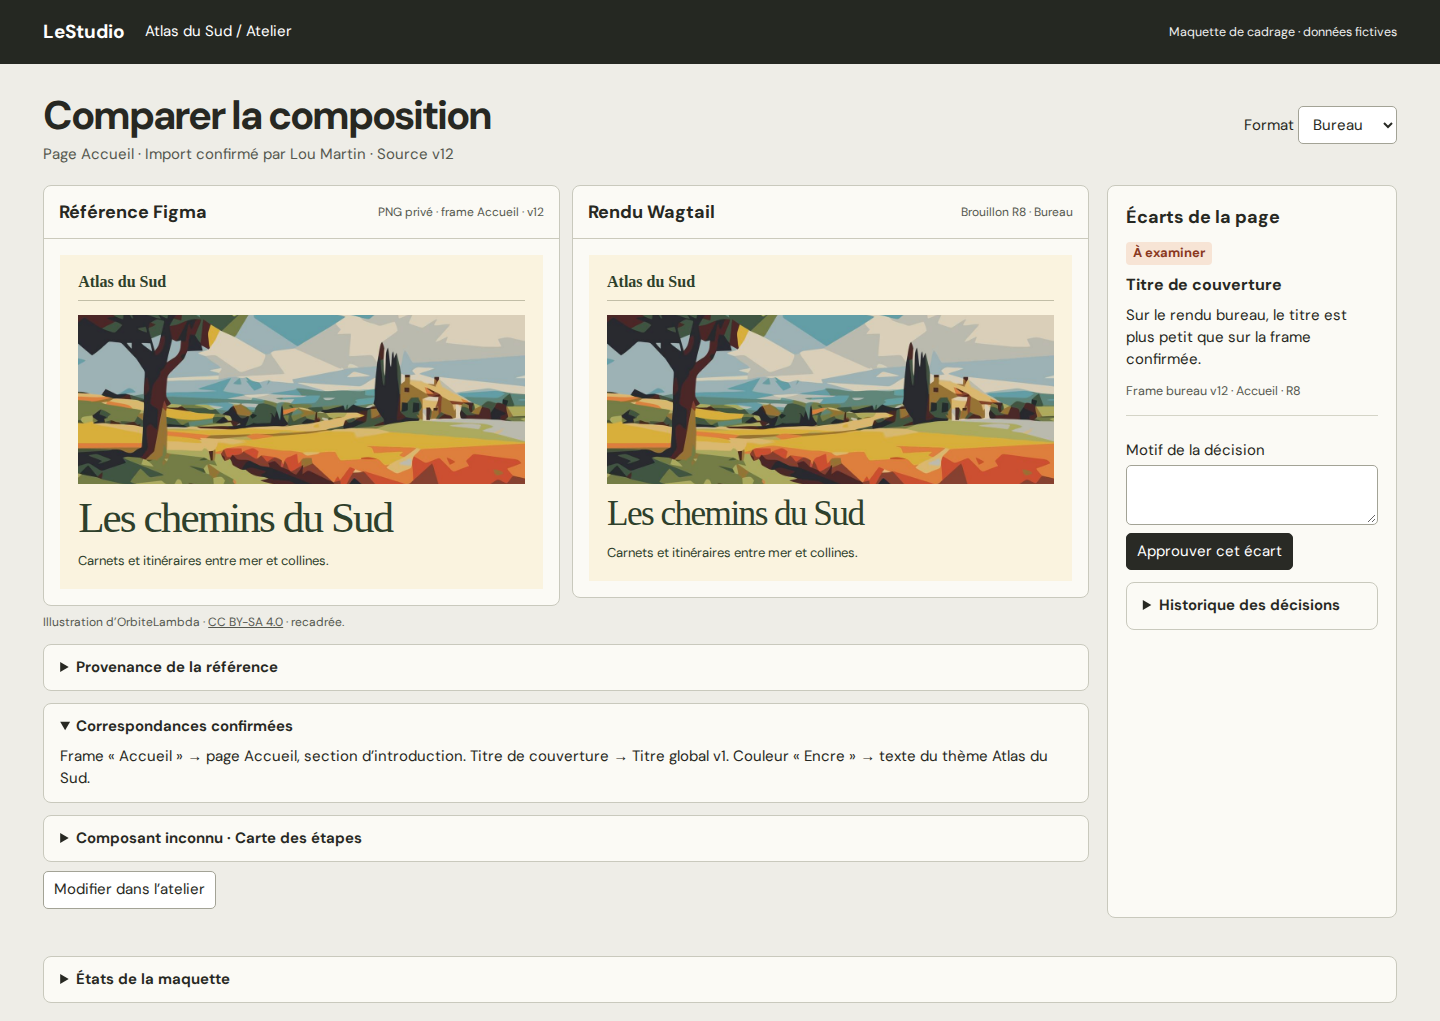 LeStudio
Atlas du Sud / Atelier
Maquette de cadrage · données fictives
Comparer la composition
Page Accueil · Import confirmé par Lou Martin · Source v12
Format
Bureau
Référence Figma
PNG privé · frame Accueil · v12
Atlas du Sud
Les chemins du Sud
Carnets et itinéraires entre mer et collines.
Rendu Wagtail
Brouillon R8 · Bureau
Atlas du Sud
Les chemins du Sud
Carnets et itinéraires entre mer et collines.
Illustration d’OrbiteLambda · CC BY-SA 4.0 · recadrée.
Provenance de la référence
Correspondances confirmées
Frame « Accueil » → page Accueil, section d’introduction. Titre de couverture → Titre global v1. Couleur « Encre » → texte du thème Atlas du
Sud.
Composant inconnu · Carte des étapes
Modifier dans l’atelier
Écarts de la page
À examiner
Titre de couverture
Sur le rendu bureau, le titre est
plus petit que sur la frame
confirmée.
Frame bureau v12 · Accueil · R8
Motif de la décision
Approuver cet écart
Historique des décisions
États de la maquette